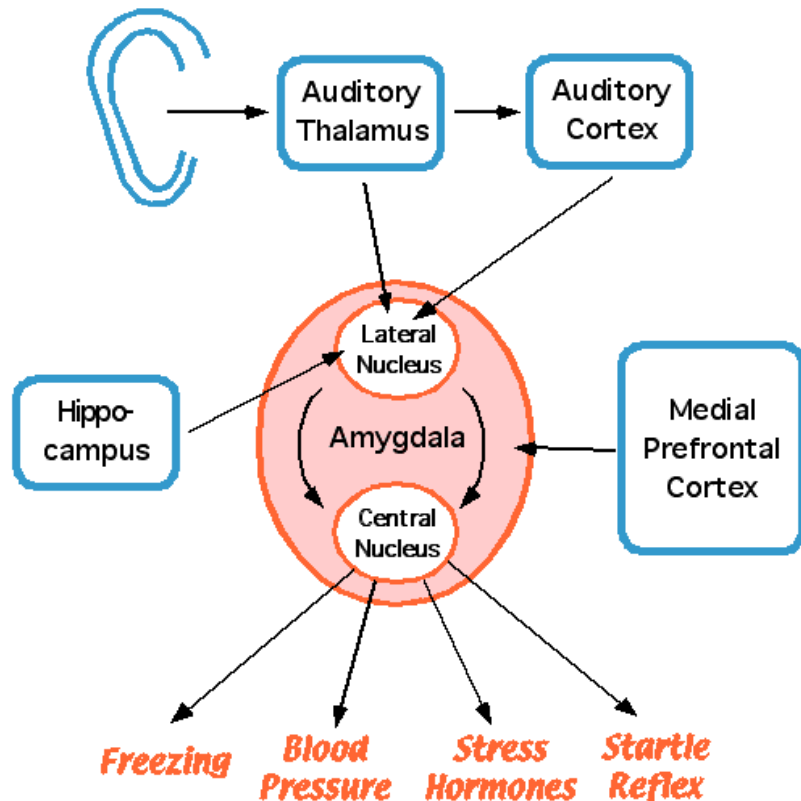 Auditory
Thalamus
Auditory
Cortex
Lateral
Nucleus
Hippo-
campus
Amygdala
Medial
Prefrontal
Cortex
Central
Nucleus
Freezing
Blood
Pressure
Stress
Hormones
Startle
Reflex